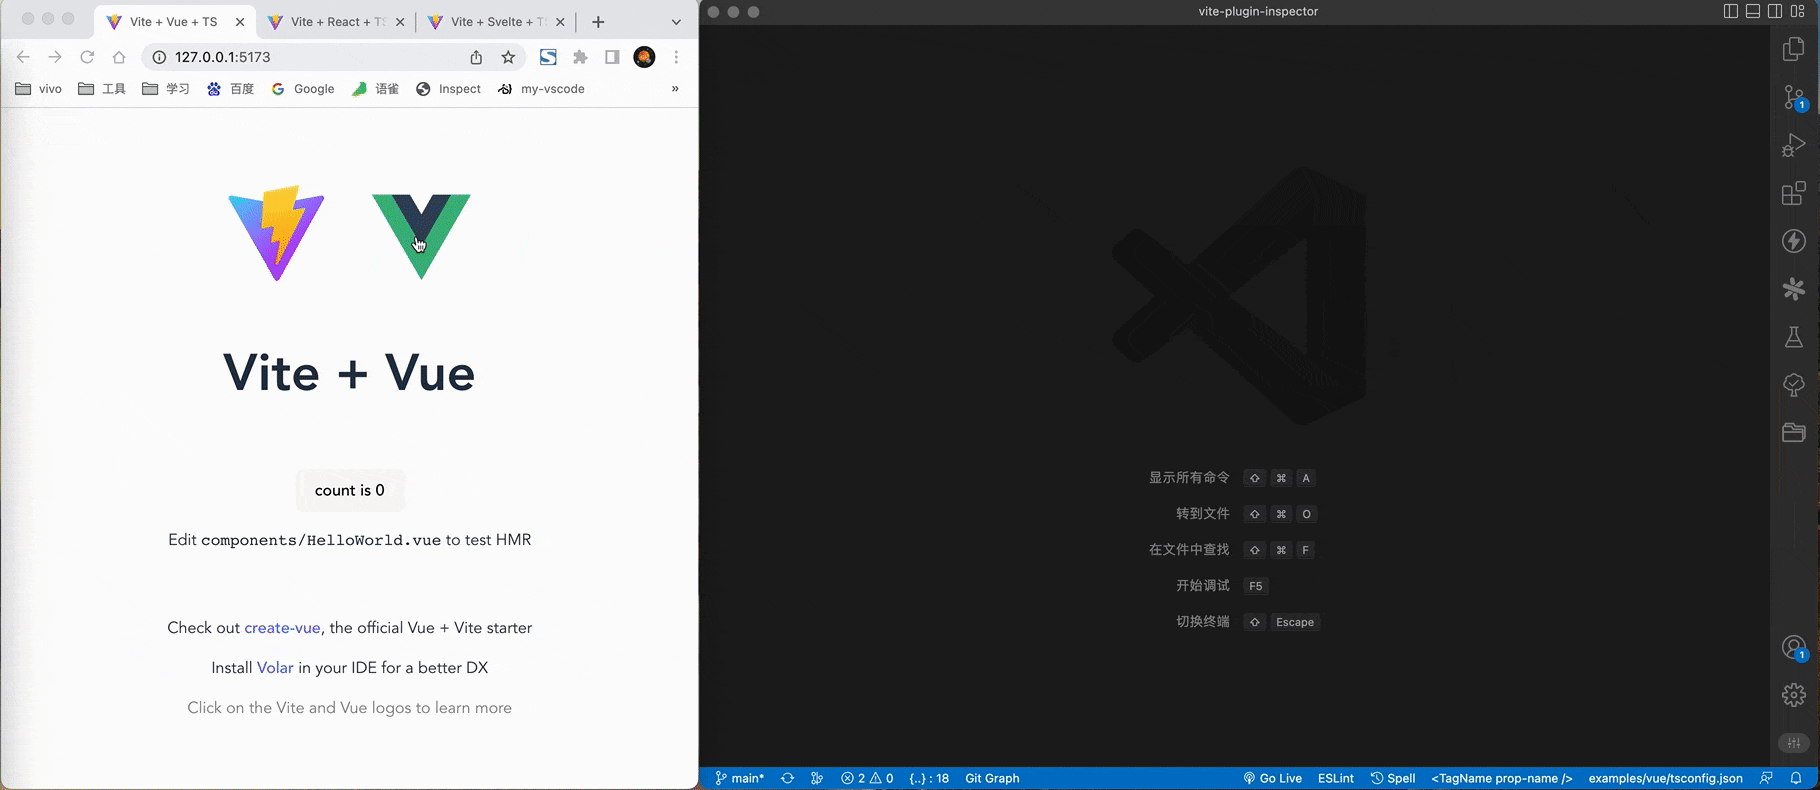 Vite + Vue + TS
Vite + React + TS
Vite + Svelte + TS
127.0.0.1:5173
vivo
工具
学习
百度
Google
语雀
Inspect
my-vscode
»
Vite + Vue
count is 0
Edit components/HelloWorld.vue to test HMR
Check out create-vue, the official Vue + Vite starter
Install Volar in your IDE for a better DX
Click on the Vite and Vue logos to learn more
vite-plugin-inspector
1
显示所有命令 ⇧ ⌘ A
转到文件 ⇧ ⌘ O
在文件中查找 ⇧ ⌘ F
开始调试 F5
切换终端 ⇧ Escape
1
main* 2 0 {..} : 18 Git Graph Go Live ESLint Spell <TagName prop-name /> examples/vue/tsconfig.json